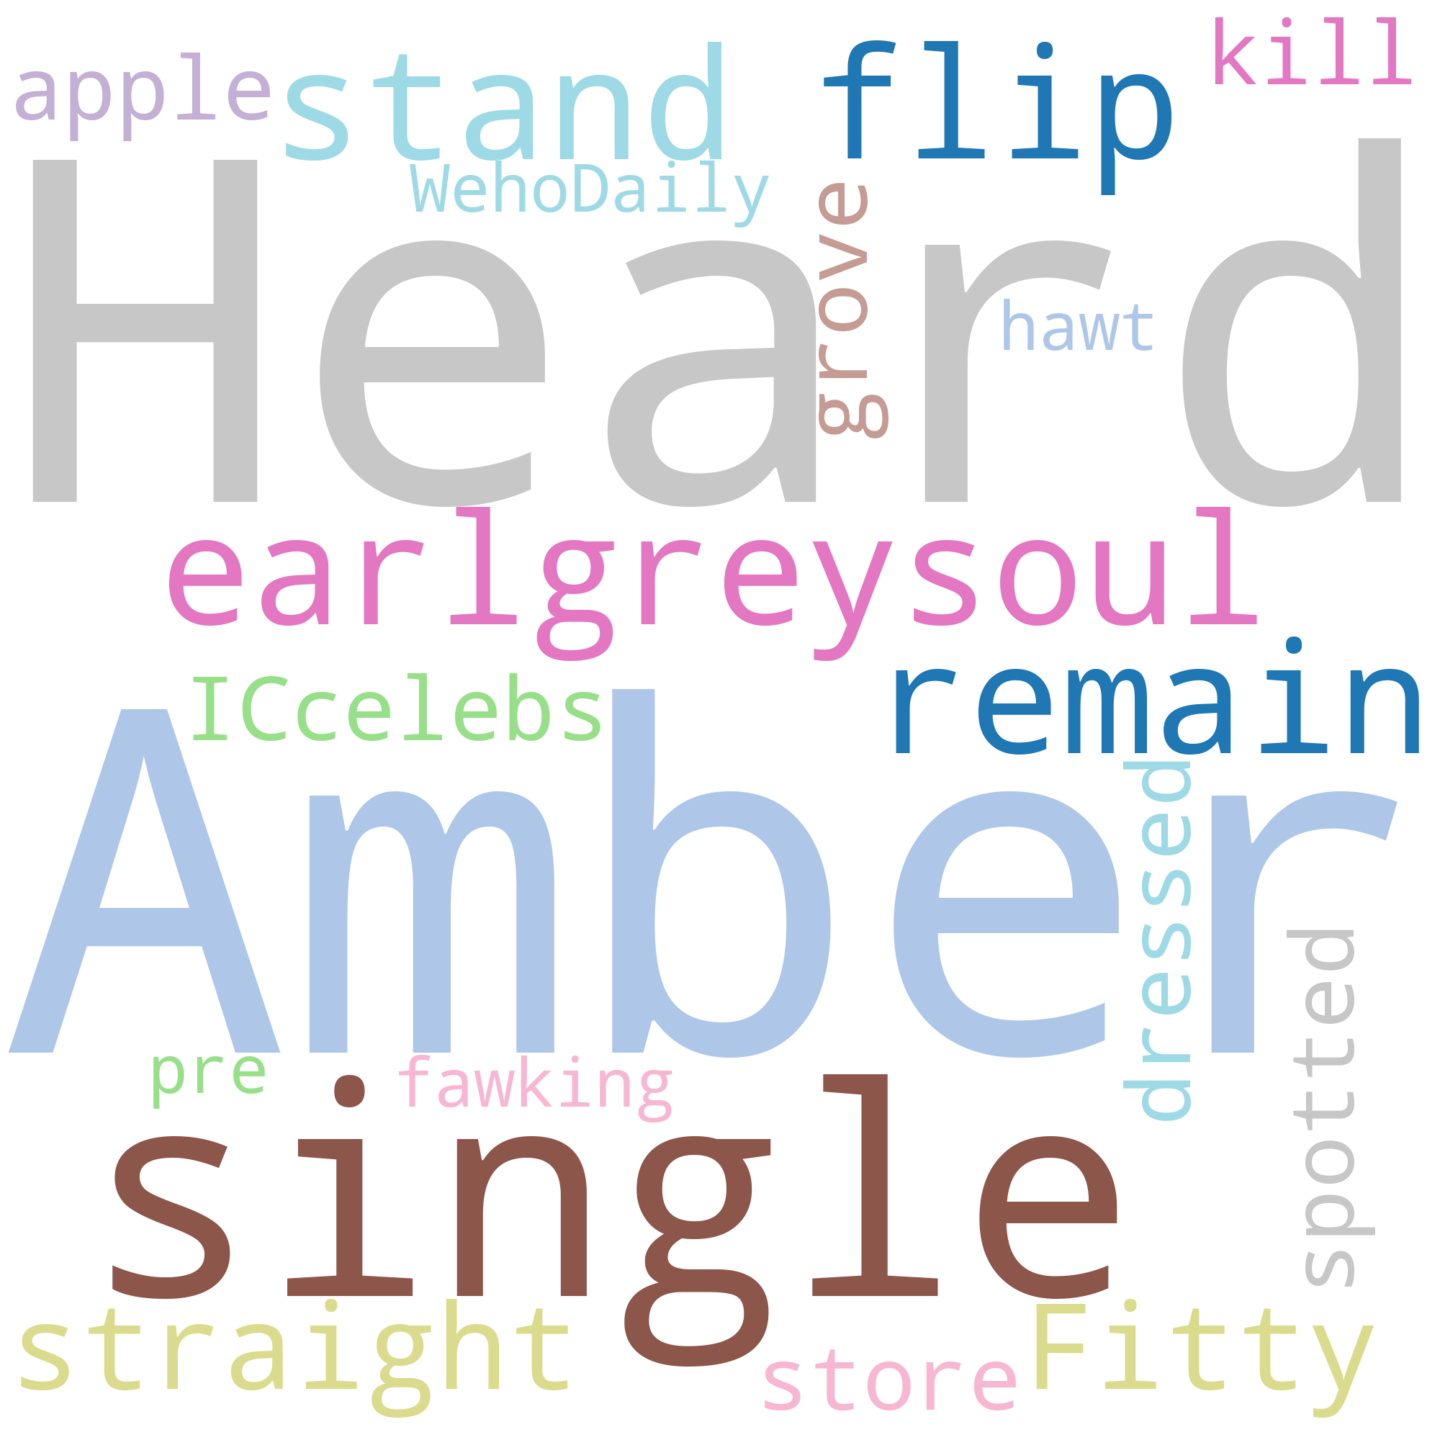 apple
stand
flip
kill
WehoDaily
Heard
grove
hawt
earlgreysoul
ICcelebs
remain
Amber
dressed
spotted
pre
fawking
single
straight
store
Fitty